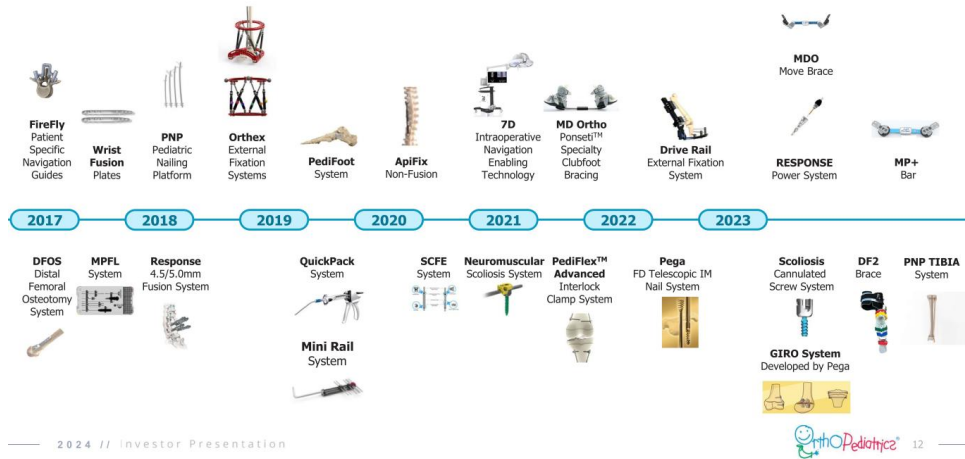 FireFly
Patient
Specific
Navigation
Guides
Wrist
Fusion
Plates
PNP
Pediatric
Nailing
Platform
Orthex
External
Fixation
Systems
PediFoot
System
ApiFix
Non-Fusion
7D
Intraoperative
Navigation
Enabling
Technology
MD Ortho
Ponseti™
Specialty
Clubfoot
Bracing
Drive Rail
External Fixation
System
MDO
Move Brace
RESPONSE
Power System
MP+
Bar
2017
2018
2019
2020
2021
2022
2023
DFOS
Distal
Femoral
Osteotomy
System
MPFL
System
Response
4.5/5.0mm
Fusion System
QuickPack
System
Mini Rail
System
SCFE
System
Neuromuscular
Scoliosis System
PediFlex™
Advanced
Interlock
Clamp System
Pega
FD Telescopic IM
Nail System
Scoliosis
Cannulated
Screw System
GIRO System
Developed by Pega
DF2
Brace
PNP TIBIA
System
2024 // Investor Presentation
OrthoPediatrics®
12